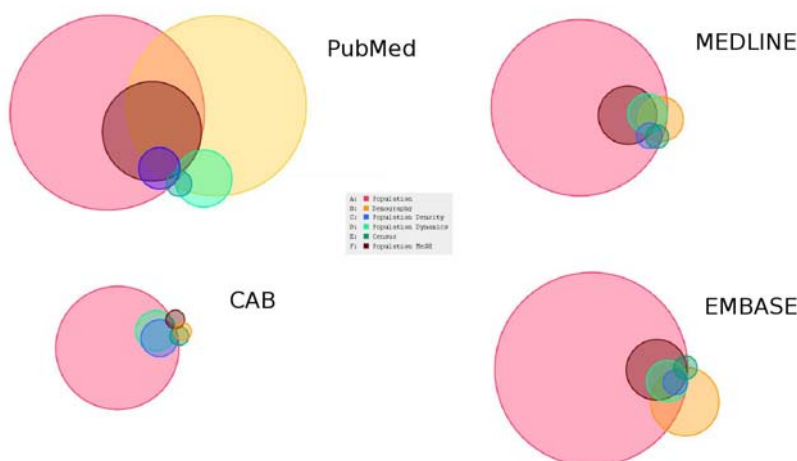 PubMed
MEDLINE
A: Population
B: Demography
C: Population Density
D: Population Dynamics
E: Census
F: Population MeSH
CAB
EMBASE